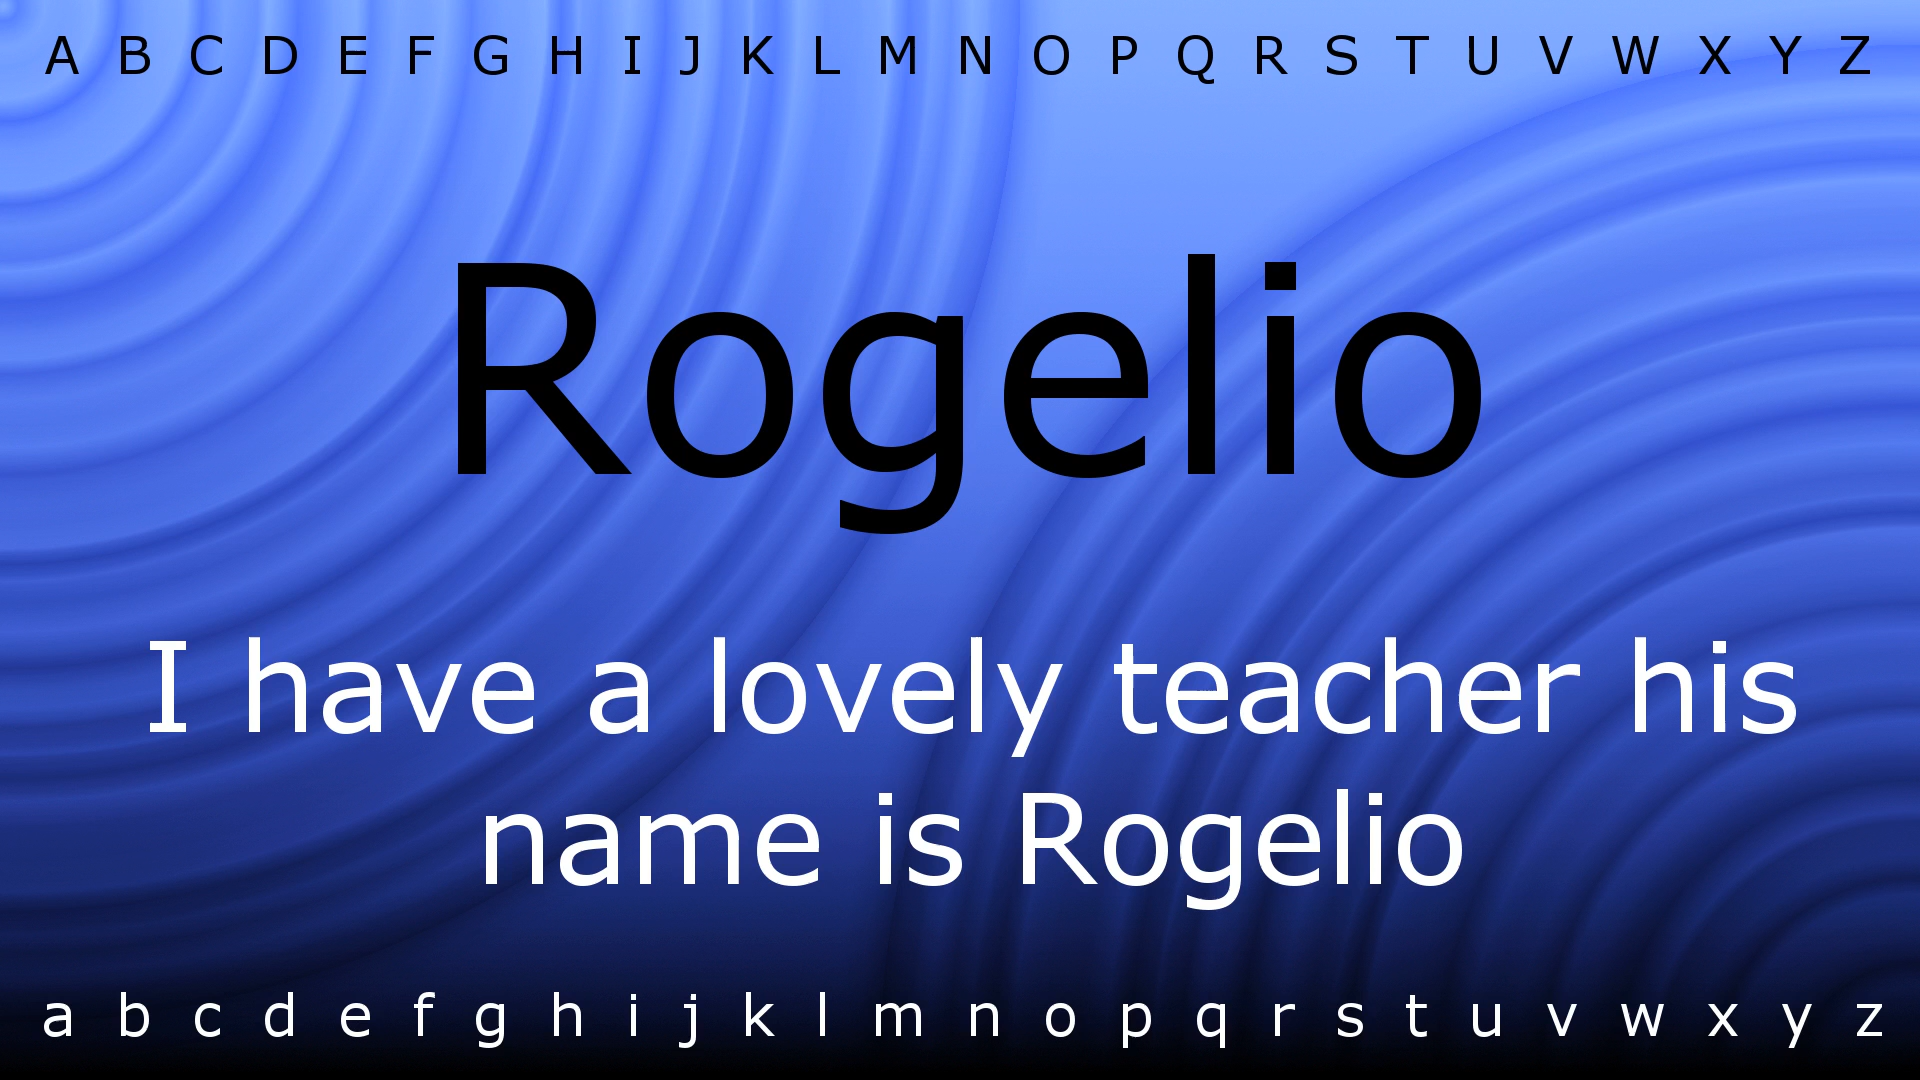 A B C D E F G H I J K L M N O P Q R S T U V W X Y Z
Rogelio
I have a lovely teacher his
name is Rogelio
a b c d e f g h i j k l m n o p q r s t u v w x y z